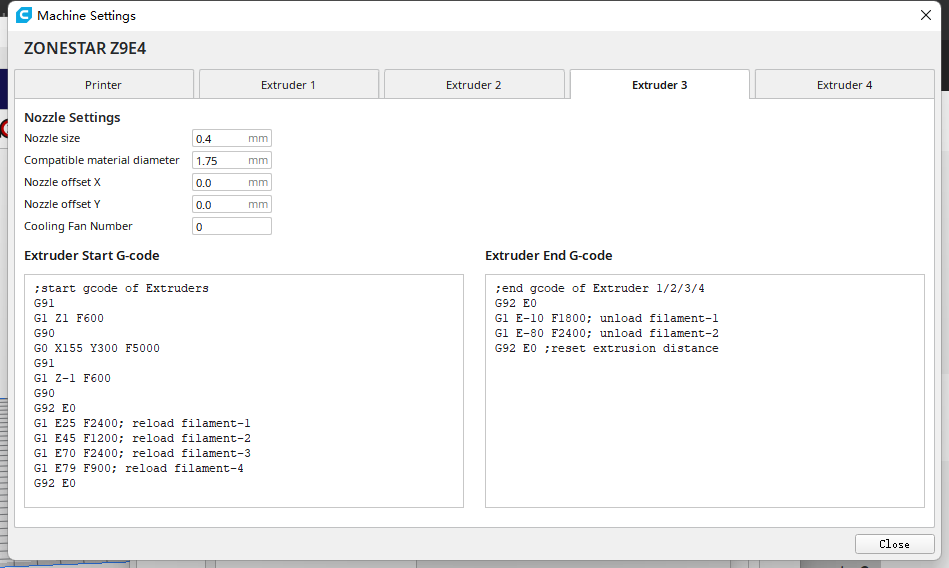 Machine Settings
ZONESTAR Z9E4
Printer
Extruder 1
Extruder 2
Extruder 3
Extruder 4
Nozzle Settings
Nozzle size 0.4 mm
Compatible material diameter 1.75 mm
Nozzle offset X 0.0 mm
Nozzle offset Y 0.0 mm
Cooling Fan Number 0
Extruder Start G-code
;start gcode of Extruders
G91
G1 Z1 F600
G90
G0 X155 Y300 F5000
G91
G1 Z-1 F600
G90
G92 E0
G1 E25 F2400; reload filament-1
G1 E45 F1200; reload filament-2
G1 E70 F2400; reload filament-3
G1 E79 F900; reload filament-4
G92 E0
Extruder End G-code
;end gcode of Extruder 1/2/3/4
G92 E0
G1 E-10 F1800; unload filament-1
G1 E-80 F2400; unload filament-2
G92 E0 ;reset extrusion distance
Close